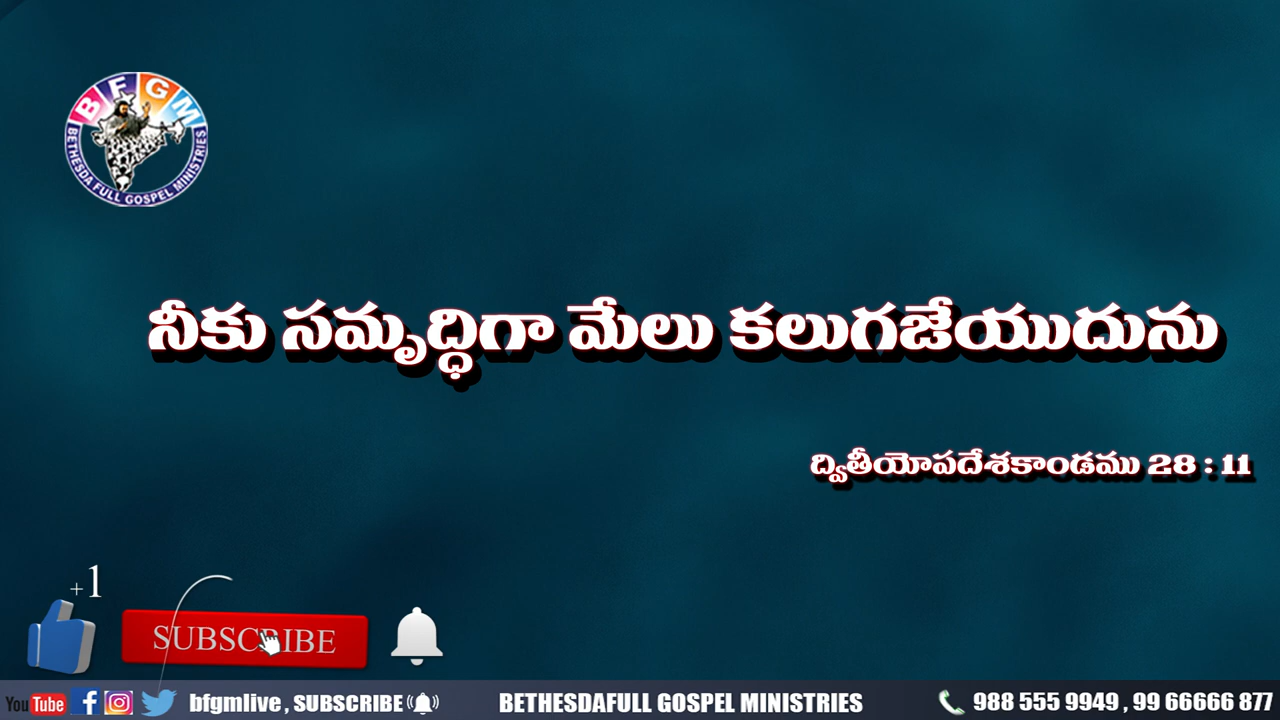 BFGM
BETHESDA FULL GOSPEL MINISTRIES
నీకు సమృద్ధిగా మేలు కలుగజేయుదును
ద్వితీయోపదేశకాండము 28 : 11
+1
SUBSCRIBE
YouTube bfgmlive , SUBSCRIBE BETHESDAFULL GOSPEL MINISTRIES 988 555 9949 , 99 66666 877